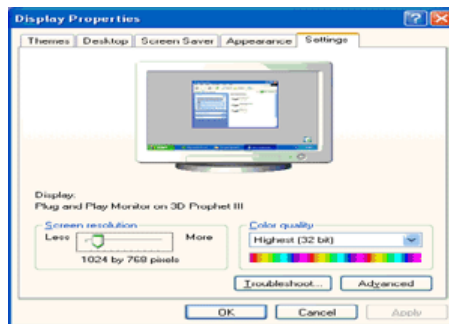 Display Properties
Themes Desktop Screen Saver Appearance Settings
Display:
Plug and Play Monitor on 3D Prophet III
Screen resolution
Less More
1024 by 768 pixels
Color quality
Highest (32 bit)
Troubleshoot... Advanced
OK Cancel Apply